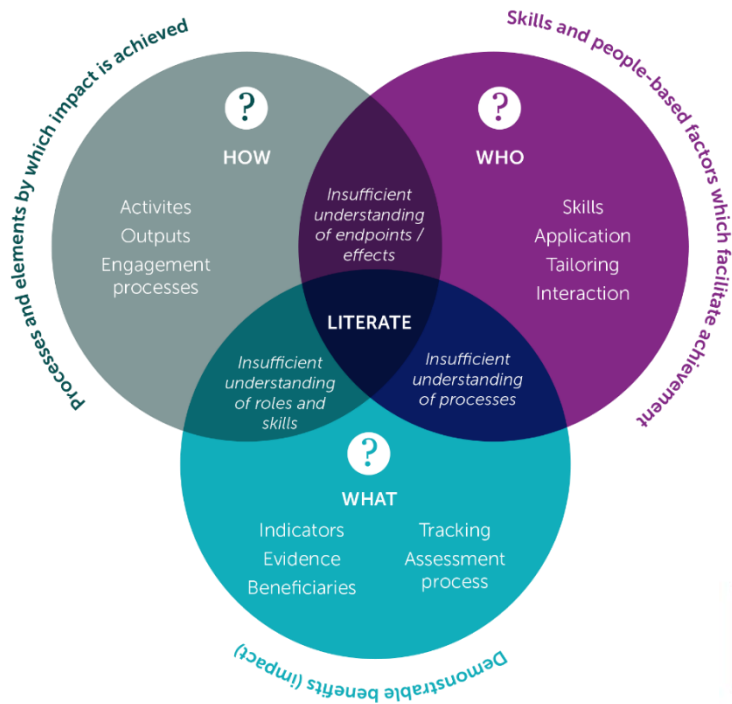 Processes and elements by which impact is achieved
Skills and people-based factors which facilitate achievement
?
HOW
Activites
Outputs
Engagement
processes
?
WHO
Skills
Application
Tailoring
Interaction
Insufficient
understanding
of endpoints /
effects
LITERATE
Insufficient
understanding
of roles and
skills
Insufficient
understanding
of processes
?
WHAT
Indicators
Evidence
Beneficiaries
Tracking
Assessment
process
Demonstrable benefits (impact)